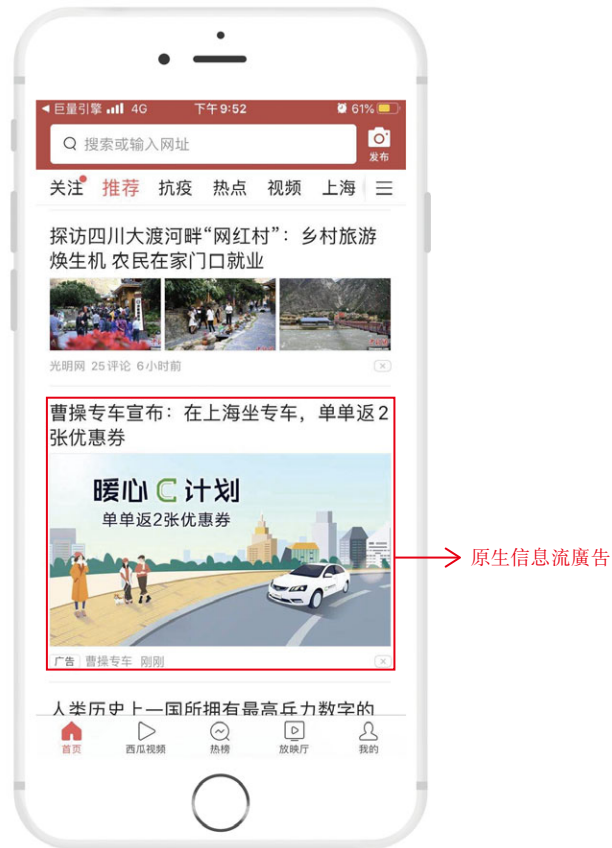 巨量引擎 4G 下午9:52 61%
搜索或输入网址
发布
关注 推荐 抗疫 热点 视频 上海
探访四川大渡河畔“网红村”：乡村旅游
焕生机 农民在家门口就业
光明网 25评论 6小时前
曹操专车宣布：在上海坐专车，单单返2
张优惠券
暖心C计划
单单返2张优惠券
原生信息流廣告
广告 曹操专车 刚刚
人类历史上一国所拥有最高兵力数字的
首页 西瓜视频 热榜 放映厅 我的